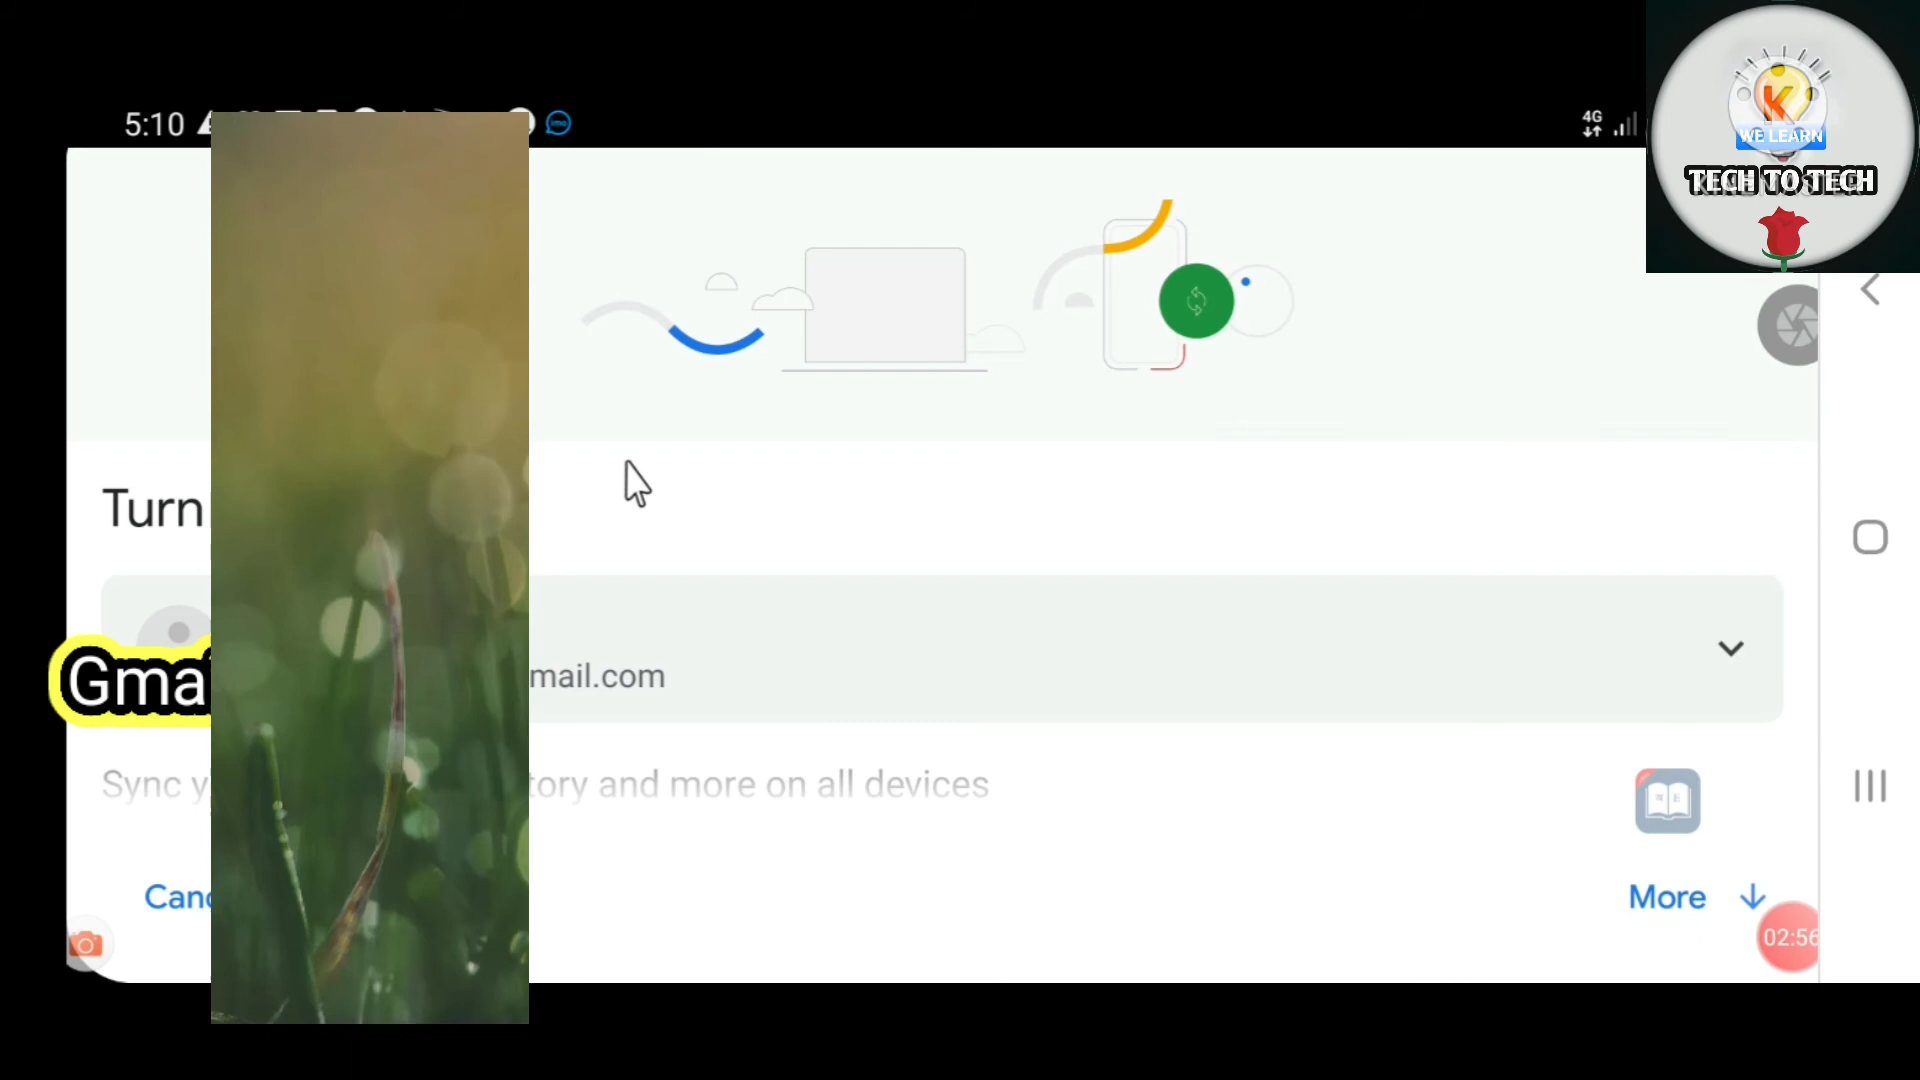 5:10
imo
4G
K
WE LEARN
TECH TO TECH
Turn
mail.com
Gma
Sync y
tory and more on all devices
Canc
More
02:56